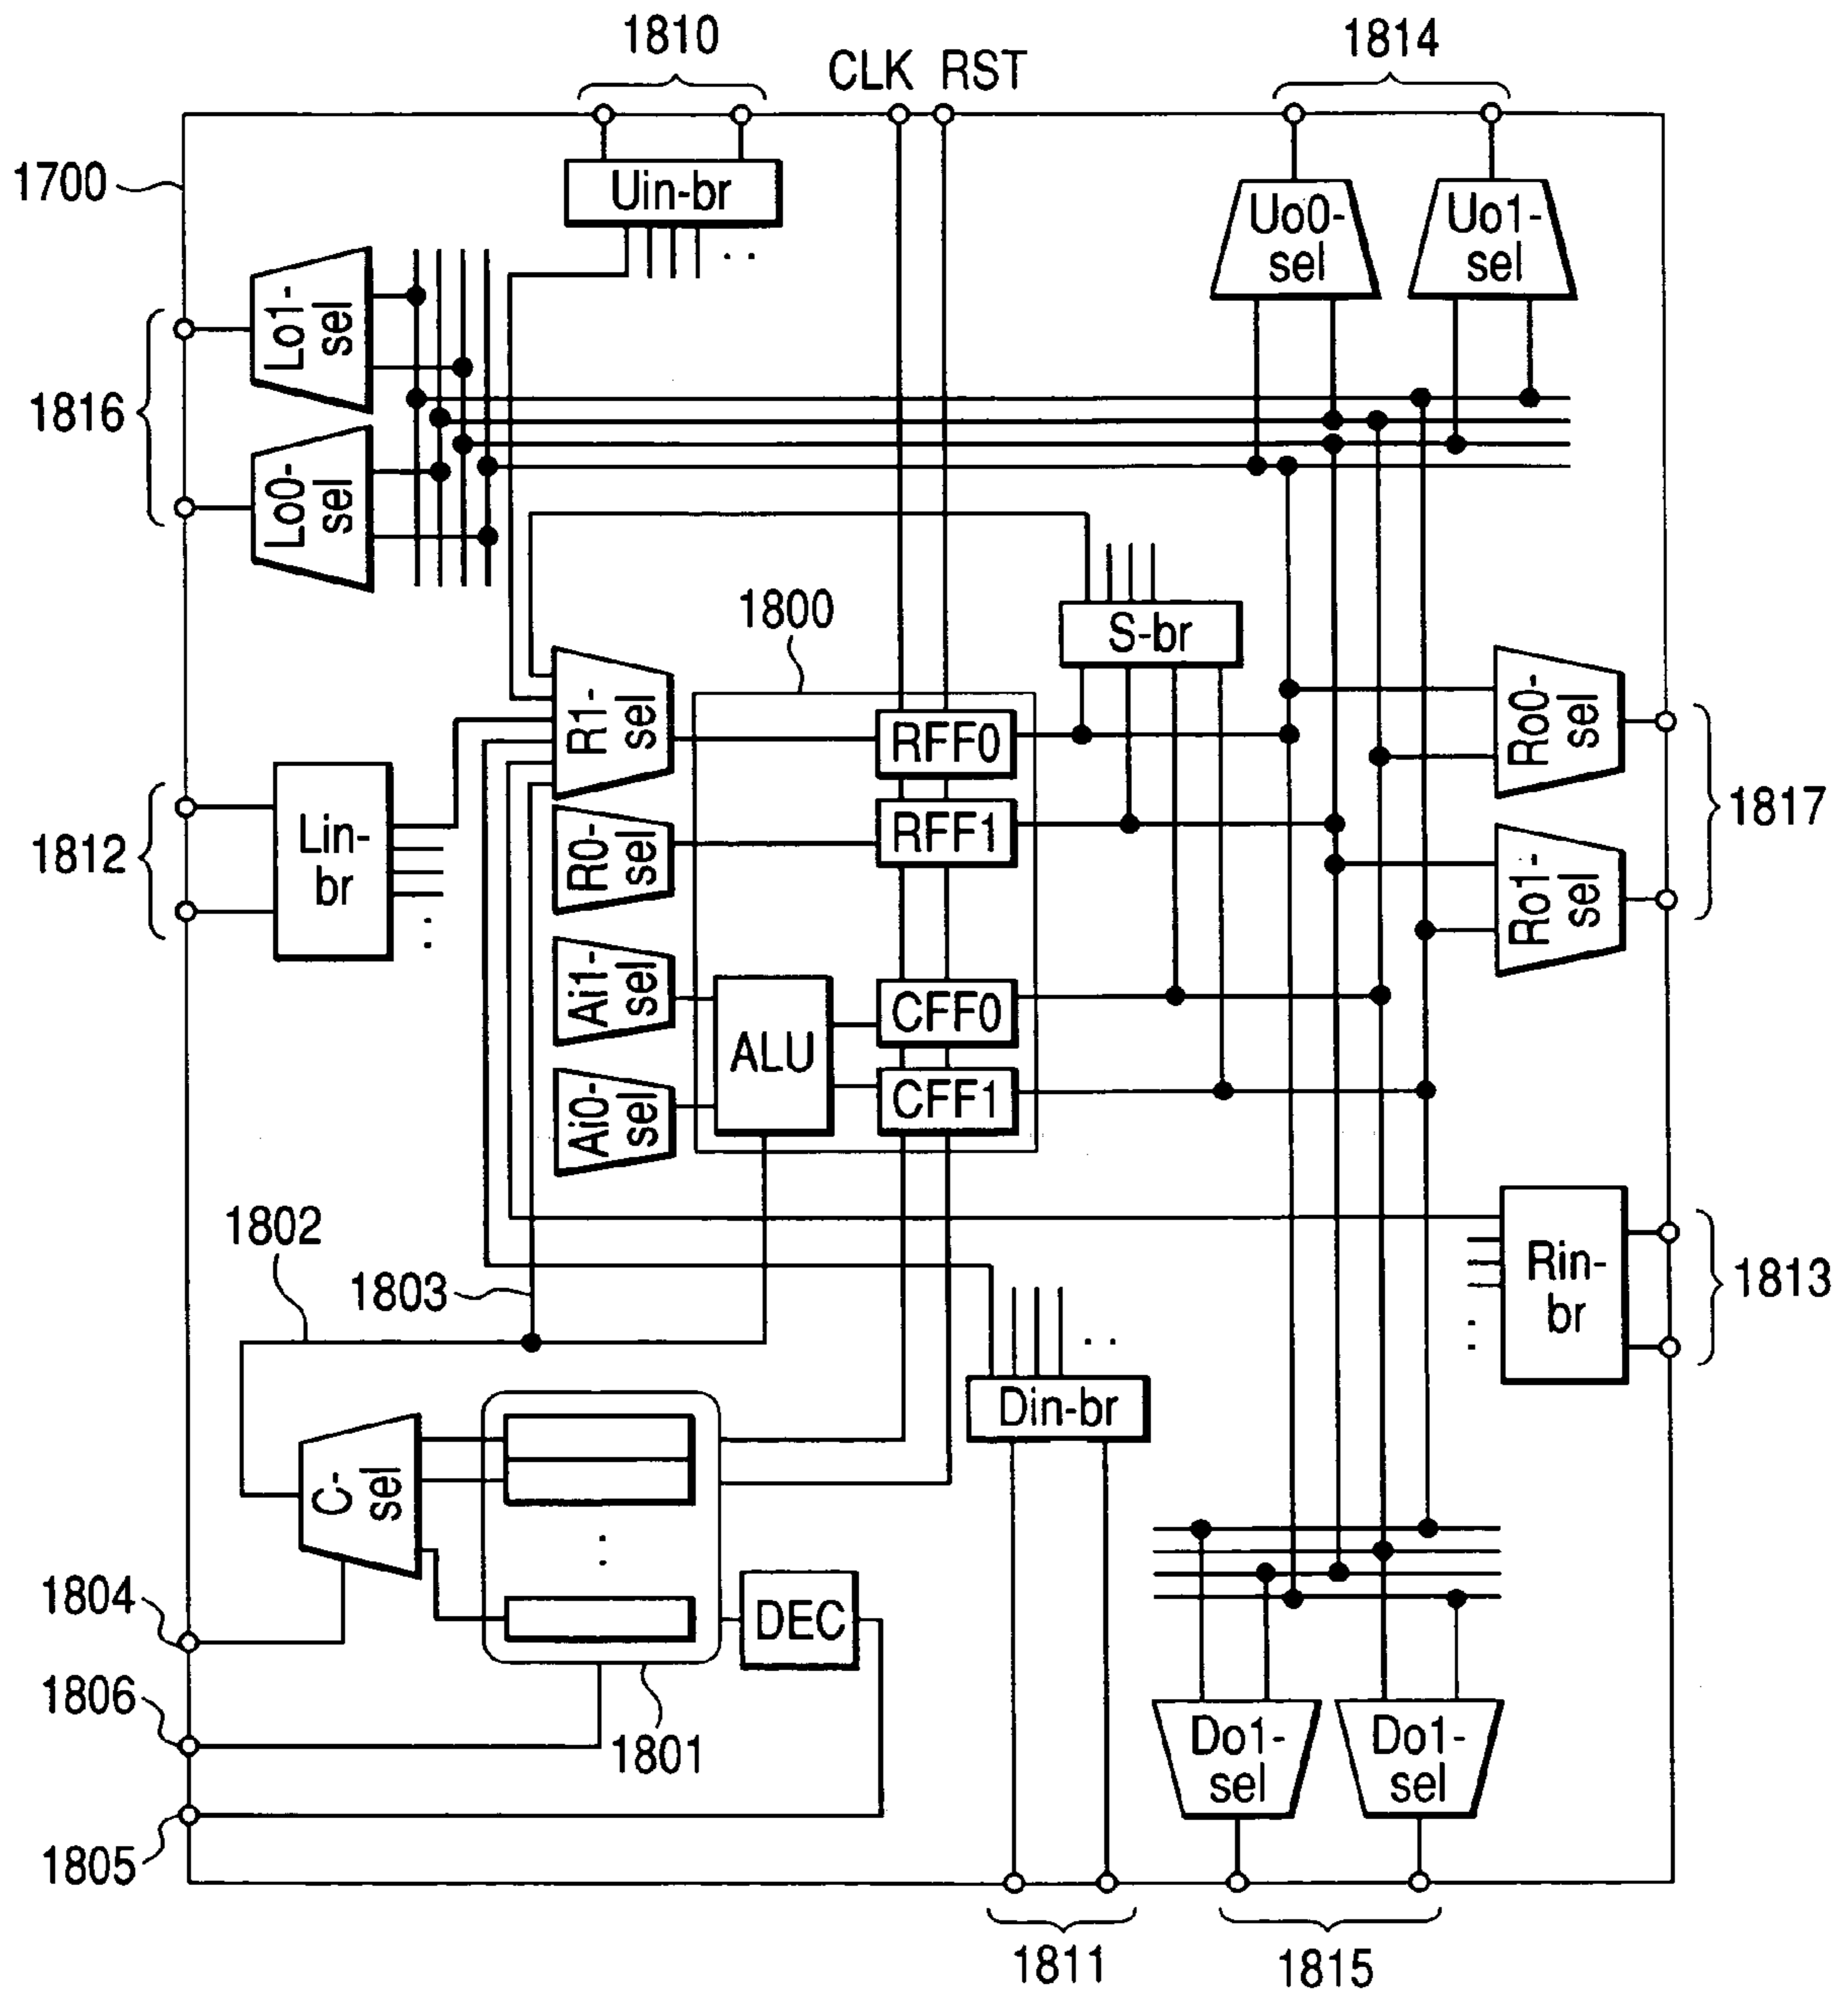 1810
CLK RST
1814
1700
Uin-br
Uo0-
sel
Uo1-
sel
Lo1-
sel
1816
Lo0-
sel
1800
S-br
R1-
sel
RFF0
Ro0-
sel
1812
Lin-
br
R0-
sel
RFF1
Ro1-
sel
1817
Ai1-
sel
ALU
CFF0
Ai0-
sel
CFF1
1802
1803
Rin-
br
1813
Din-br
C-
sel
1804
DEC
1806
1801
Do1-
sel
Do1-
sel
1805
1811
1815